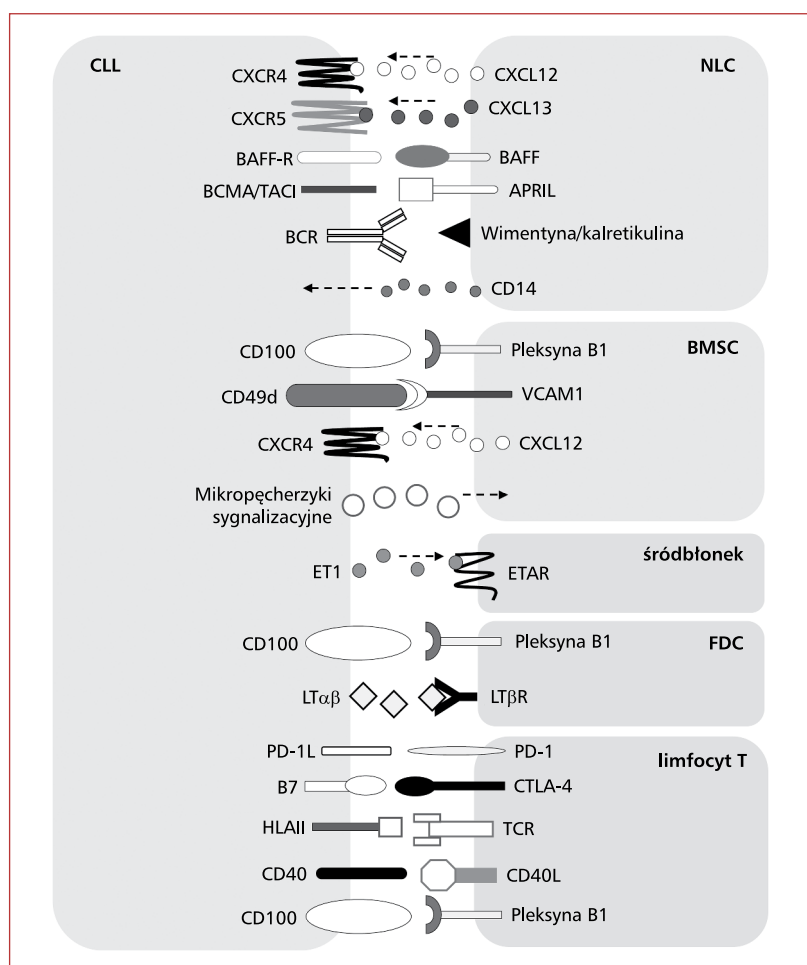 CLL
NLC
CXCR4
CXCL12
CXCR5
CXCL13
BAFF-R
BAFF
BCMA/TACI
APRIL
BCR
Wimentyna/kalretikulina
CD14
BMSC
CD100
Pleksyna B1
CD49d
VCAM1
CXCR4
CXCL12
Mikropęcherzyki
sygnalizacyjne
śródbłonek
ET1
ETAR
FDC
CD100
Pleksyna B1
LTαβ
LTβR
limfocyt T
PD-1L
PD-1
B7
CTLA-4
HLAII
TCR
CD40
CD40L
CD100
Pleksyna B1